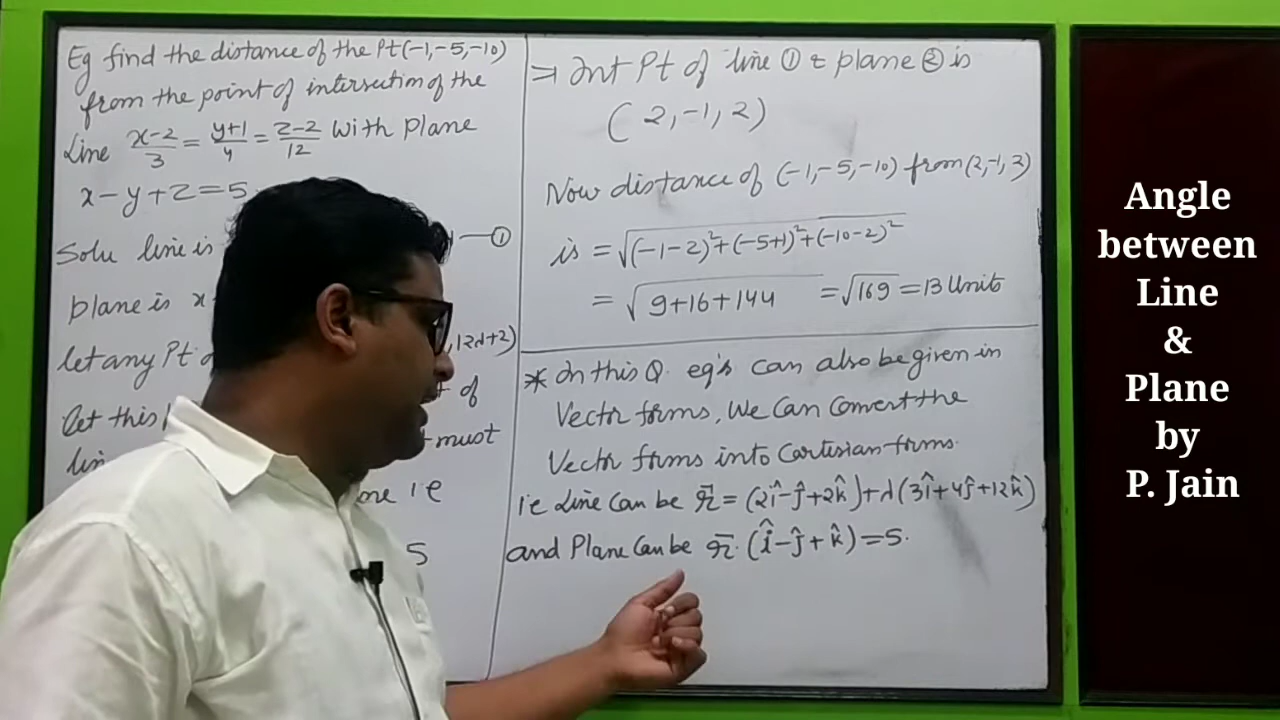 Eg find the distance of the Pt (-1,-5,-10)
from the point of intersection of the
Line x-2/3 = y+1/4 = z-2/12 with plane
x-y+z=5
Solu line is —①
plane is x
let any Pt ,12λ+2)
let this p of
lin must
one ie
5
⇒ Int Pt of line ① & plane ② is
(2,-1,2)
Now distance of (-1,-5,-10) from (2,-1,3)
is = √(-1-2)²+(-5+1)²+(-10-2)²
= √9+16+144 = √169 = 13 Units
* In this Q. eq's can also be given in
Vector forms, We can convert the
Vector forms into Cartesian forms.
ie Line can be r̄ = (2î-ĵ+2k̂)+λ(3î+4ĵ+12k̂)
and Plane can be r̄.(î-ĵ+k̂)=5.
Angle
between
Line
&
Plane
by
P. Jain